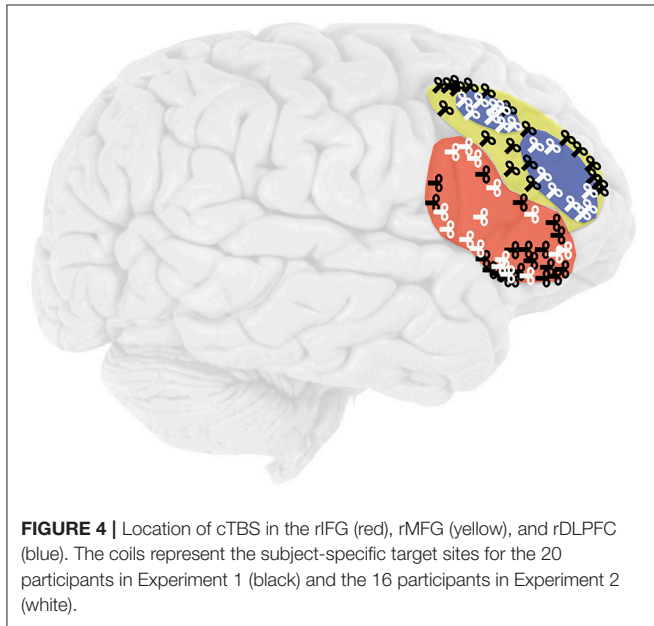 FIGURE 4 | Location of cTBS in the rIFG (red), rMFG (yellow), and rDLPFC
(blue). The coils represent the subject-specific target sites for the 20
participants in Experiment 1 (black) and the 16 participants in Experiment 2
(white).